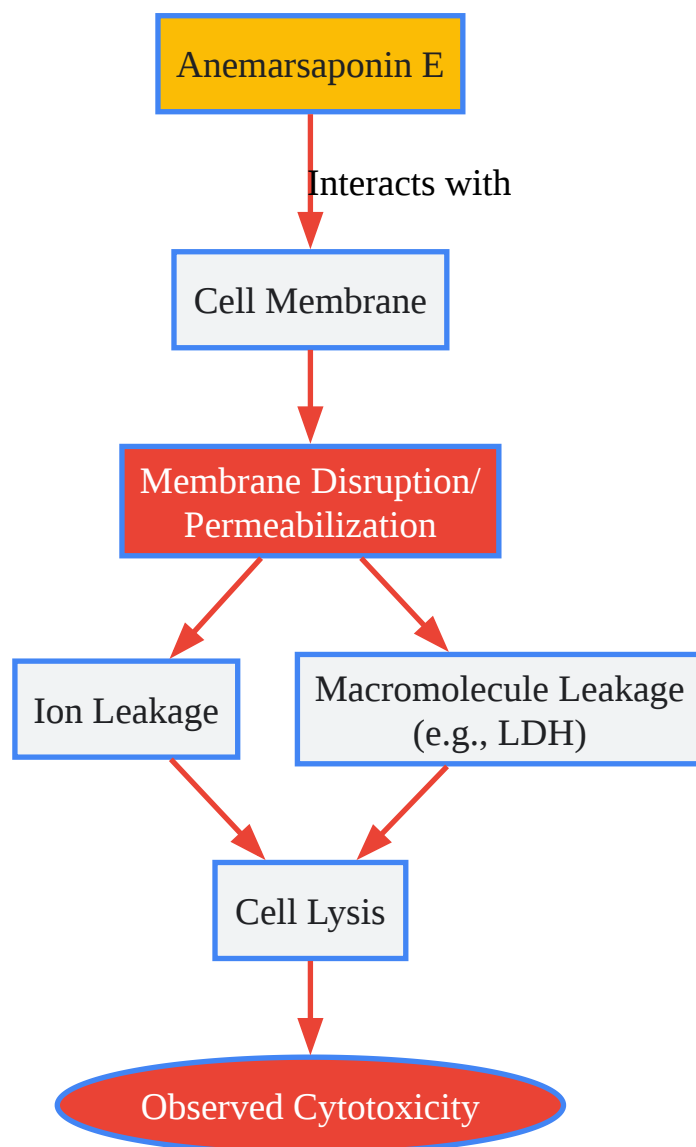 Anemarsaponin E
Interacts with
Cell Membrane
Membrane Disruption/
Permeabilization
Ion Leakage
Macromolecule Leakage
(e.g., LDH)
Cell Lysis
Observed Cytotoxicity